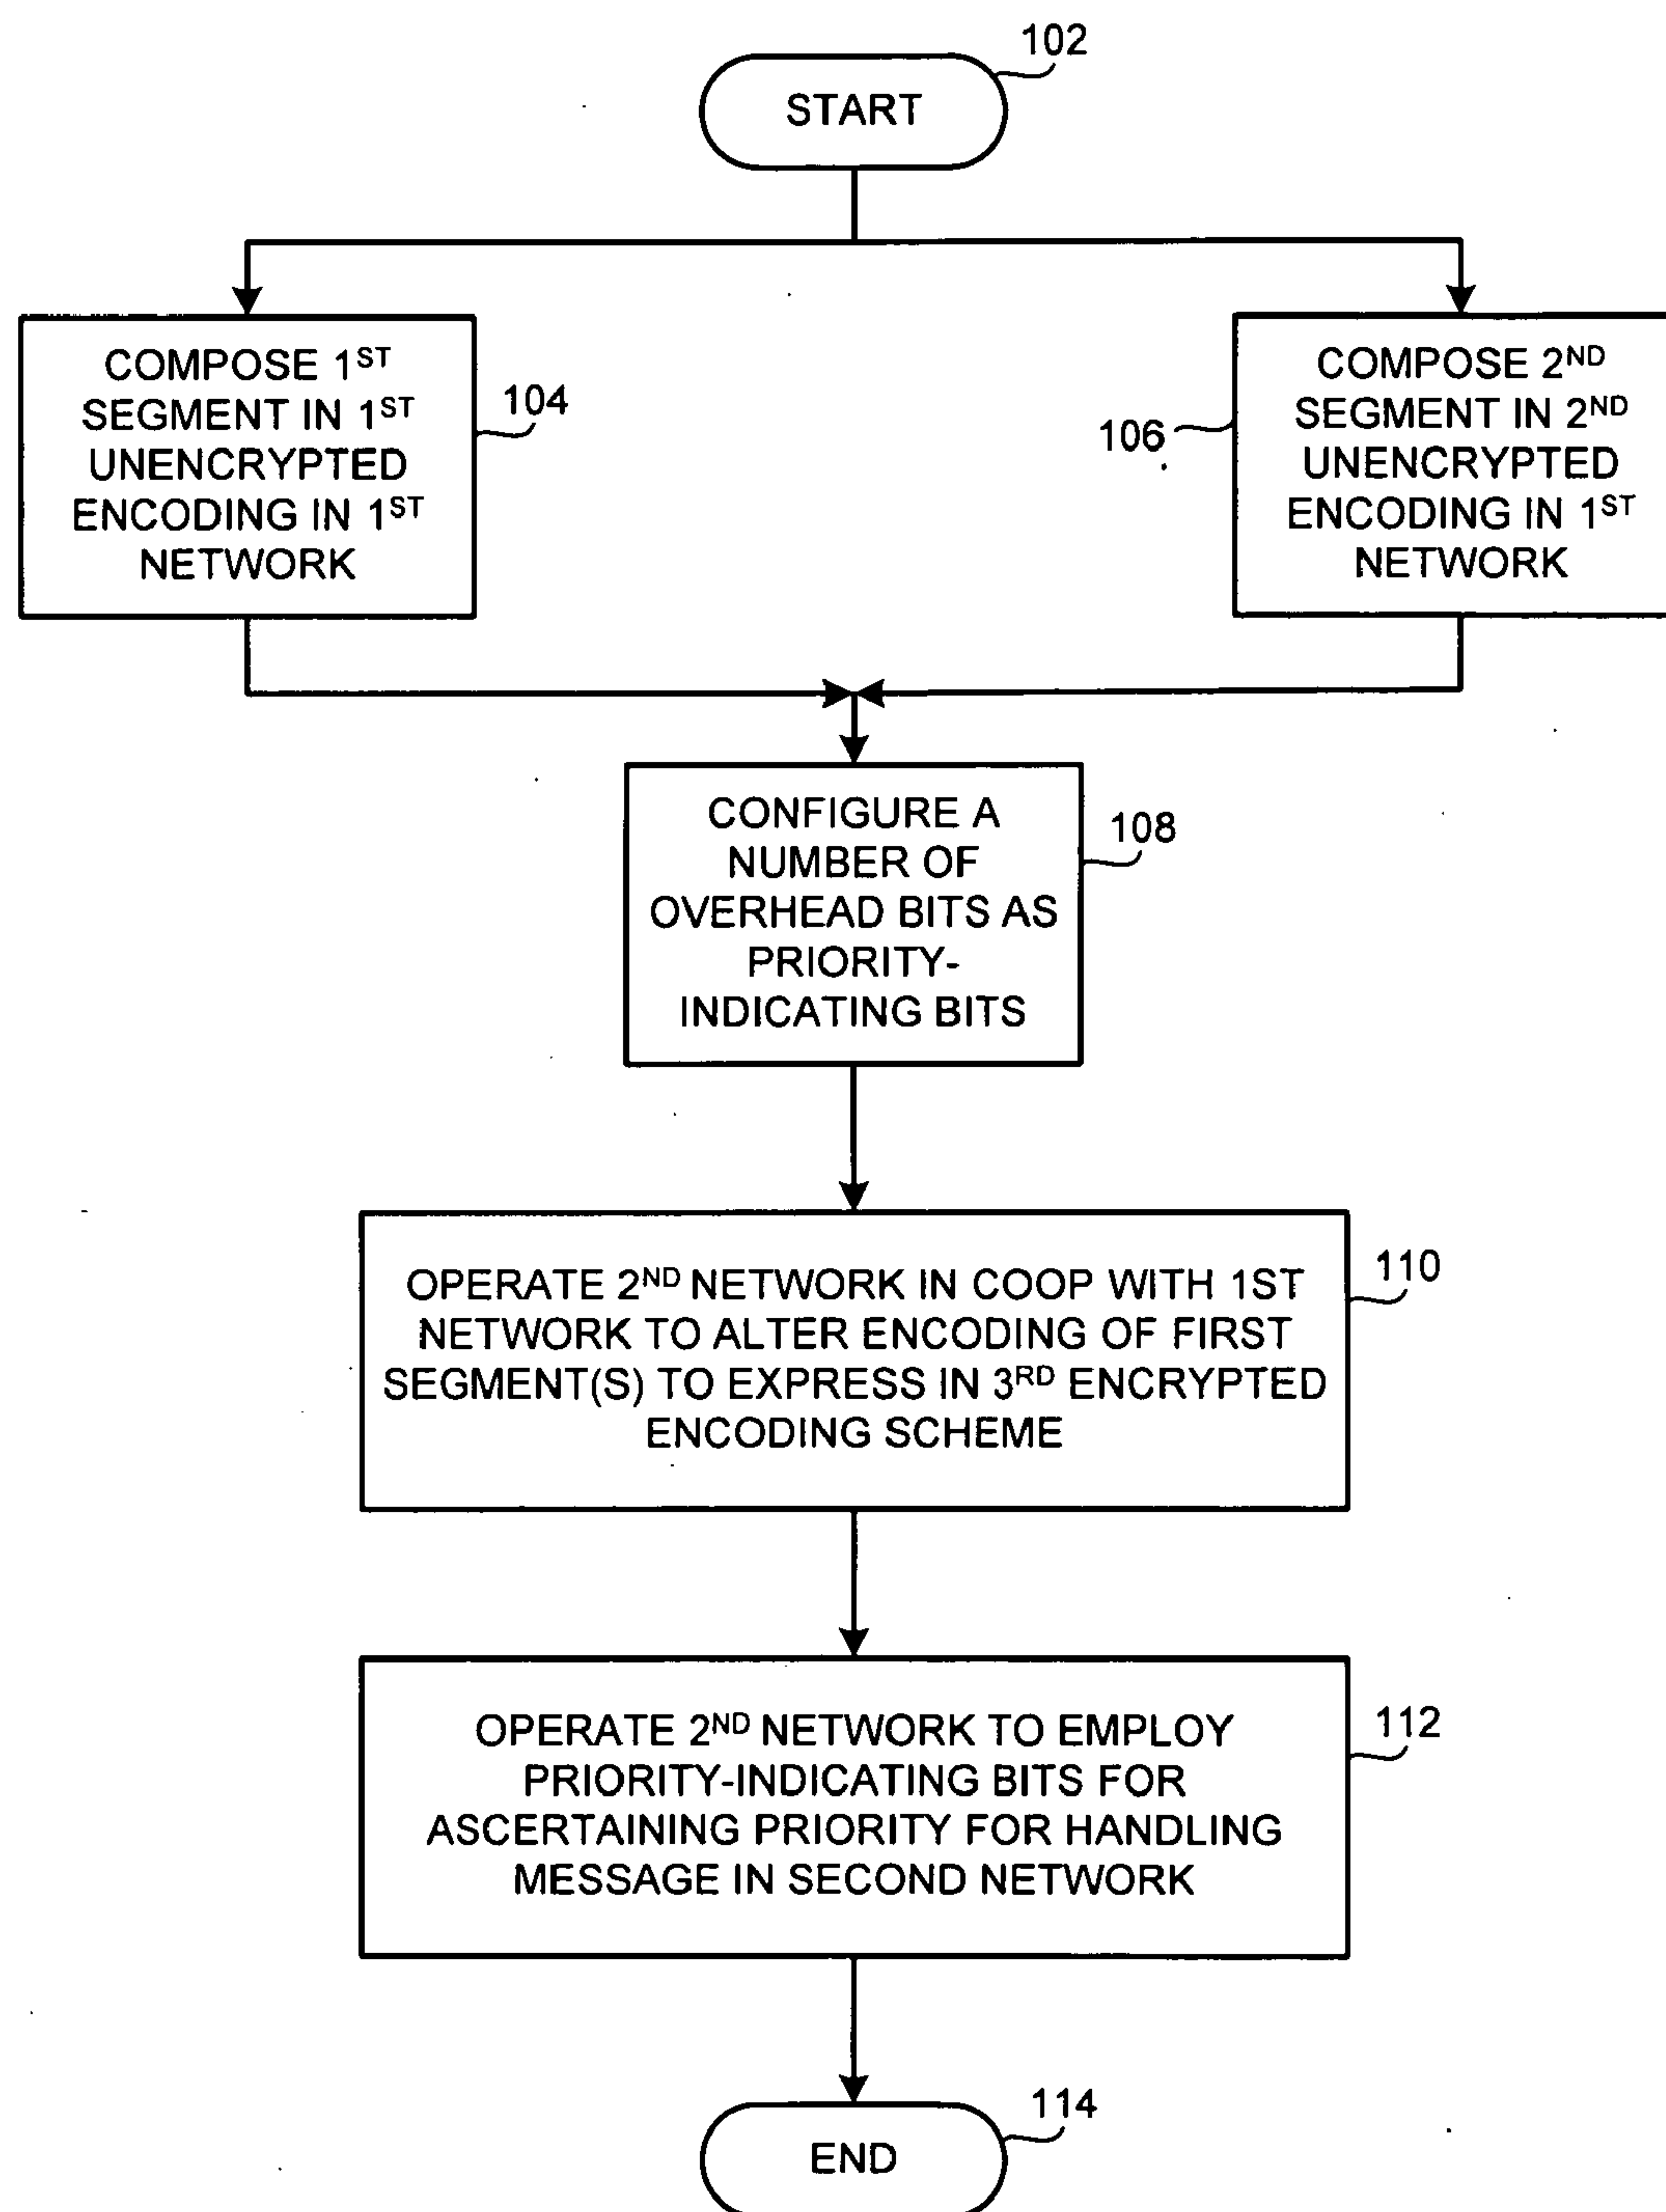 102
START
COMPOSE 1ST
SEGMENT IN 1ST
UNENCRYPTED
ENCODING IN 1ST
NETWORK
104
106
COMPOSE 2ND
SEGMENT IN 2ND
UNENCRYPTED
ENCODING IN 1ST
NETWORK
CONFIGURE A
NUMBER OF
OVERHEAD BITS AS
PRIORITY-
INDICATING BITS
108
OPERATE 2ND NETWORK IN COOP WITH 1ST
NETWORK TO ALTER ENCODING OF FIRST
SEGMENT(S) TO EXPRESS IN 3RD ENCRYPTED
ENCODING SCHEME
110
OPERATE 2ND NETWORK TO EMPLOY
PRIORITY-INDICATING BITS FOR
ASCERTAINING PRIORITY FOR HANDLING
MESSAGE IN SECOND NETWORK
112
114
END